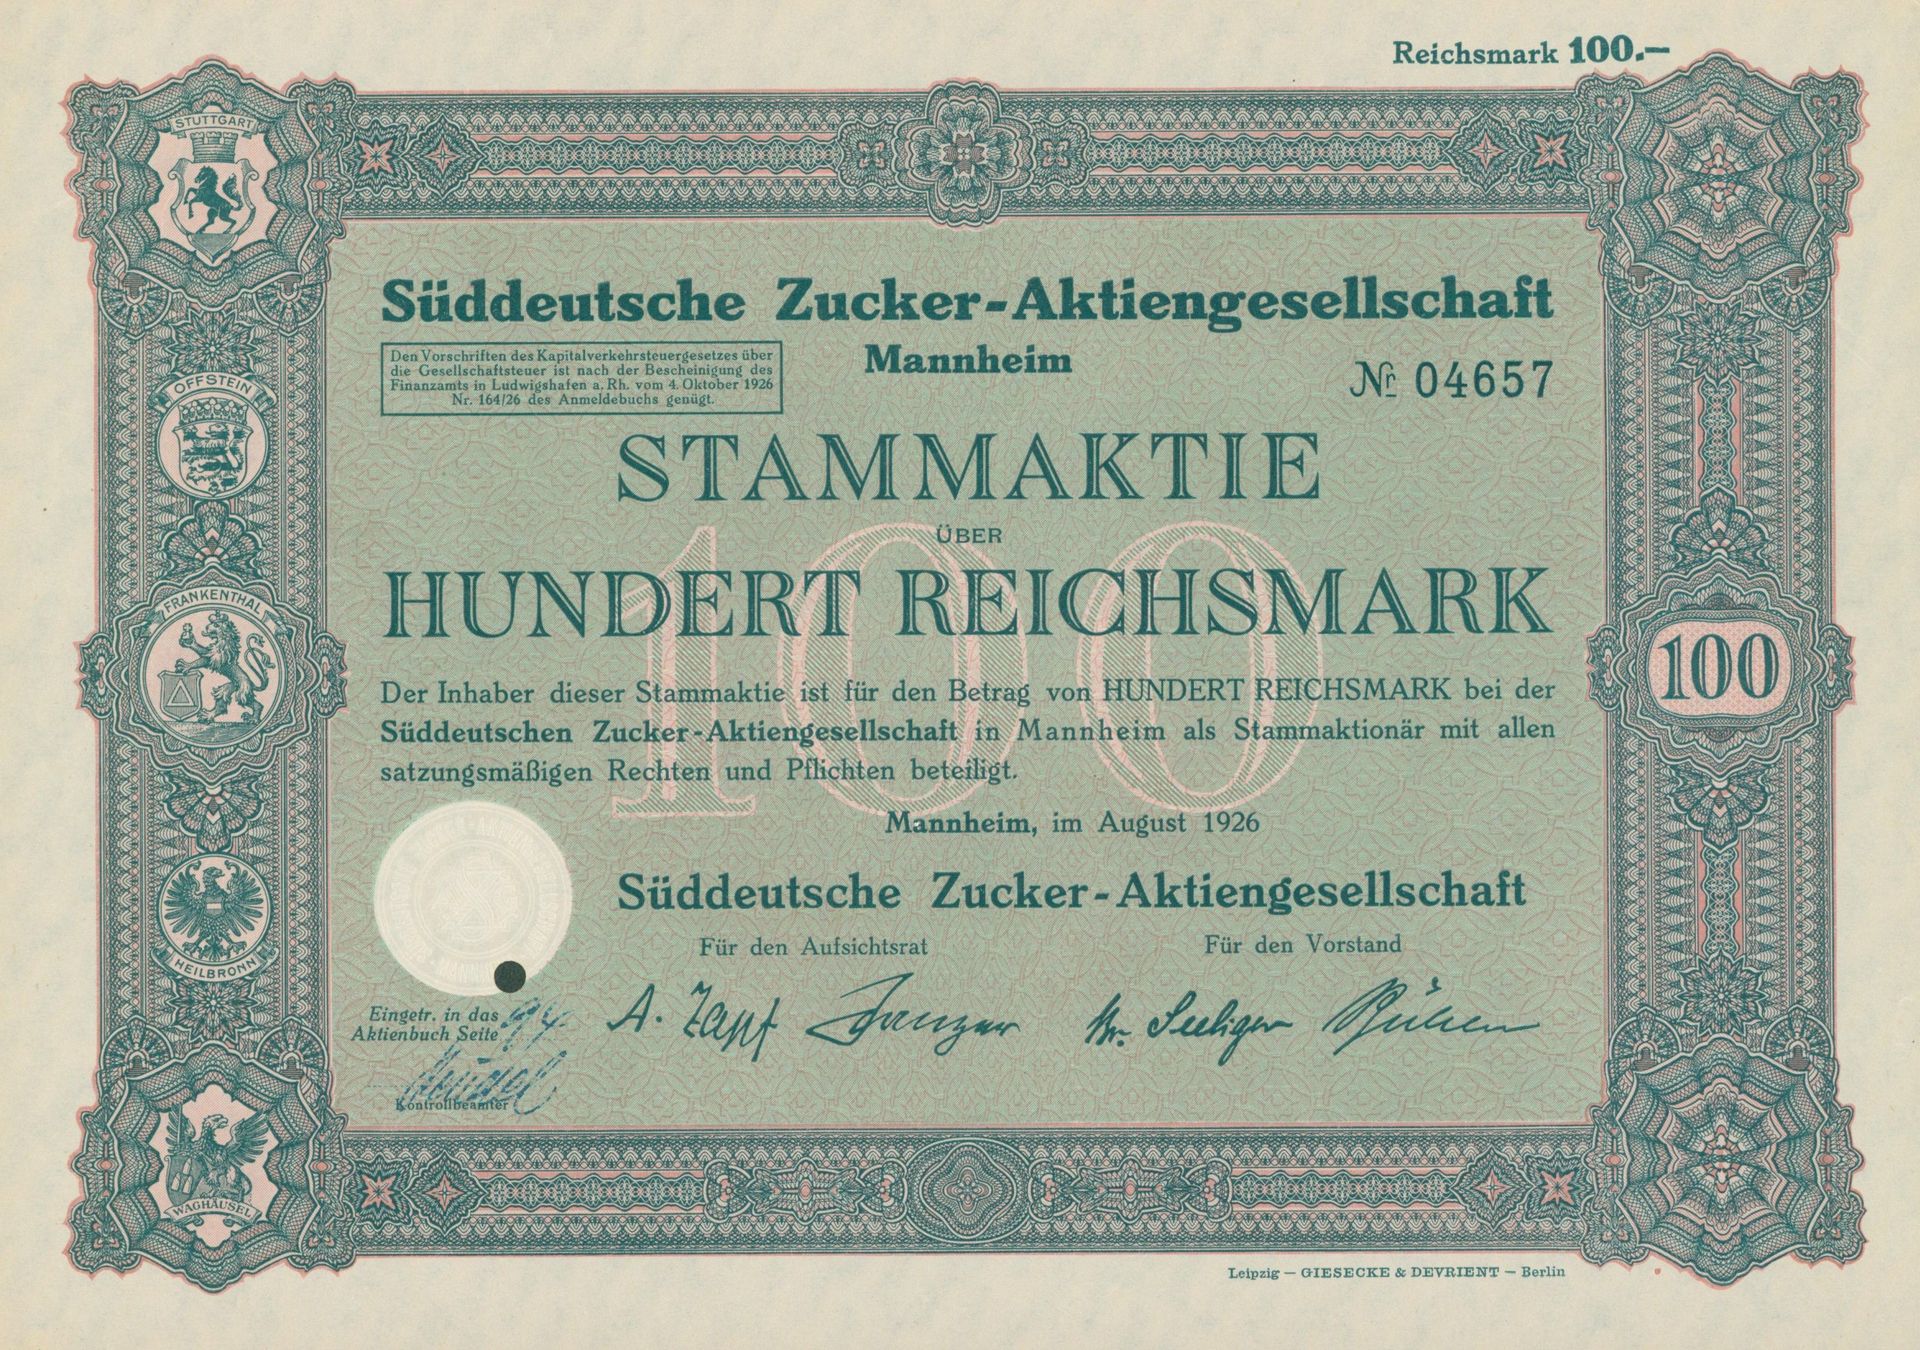 Reichsmark 100.—
STUTTGART
Süddeutsche Zucker-Aktiengesellschaft
Mannheim
Den Vorschriften des Kapitalverkehrsteuergesetzes über
die Gesellschaftsteuer ist nach der Bescheinigung des
Finanzamts in Ludwigshafen a. Rh. vom 4. Oktober 1926
Nr. 164/26 des Anmeldebuchs genügt.
Nr 04657
OFFSTEIN
STAMMAKTIE
ÜBER
100
HUNDERT REICHSMARK
FRANKENTHAL
100
Der Inhaber dieser Stammaktie ist für den Betrag von HUNDERT REICHSMARK bei der
Süddeutschen Zucker-Aktiengesellschaft in Mannheim als Stammaktionär mit allen
satzungsmäßigen Rechten und Pflichten beteiligt.
Mannheim, im August 1926
Süddeutsche Zucker-Aktiengesellschaft
Für den Aufsichtsrat Für den Vorstand
HEILBRONN
A. Zapf
Seeliger
Eingetr. in das
Aktienbuch Seite 94
Kontrollbeamter
WAGHÄUSEL
Leipzig — GIESECKE & DEVRIENT — Berlin